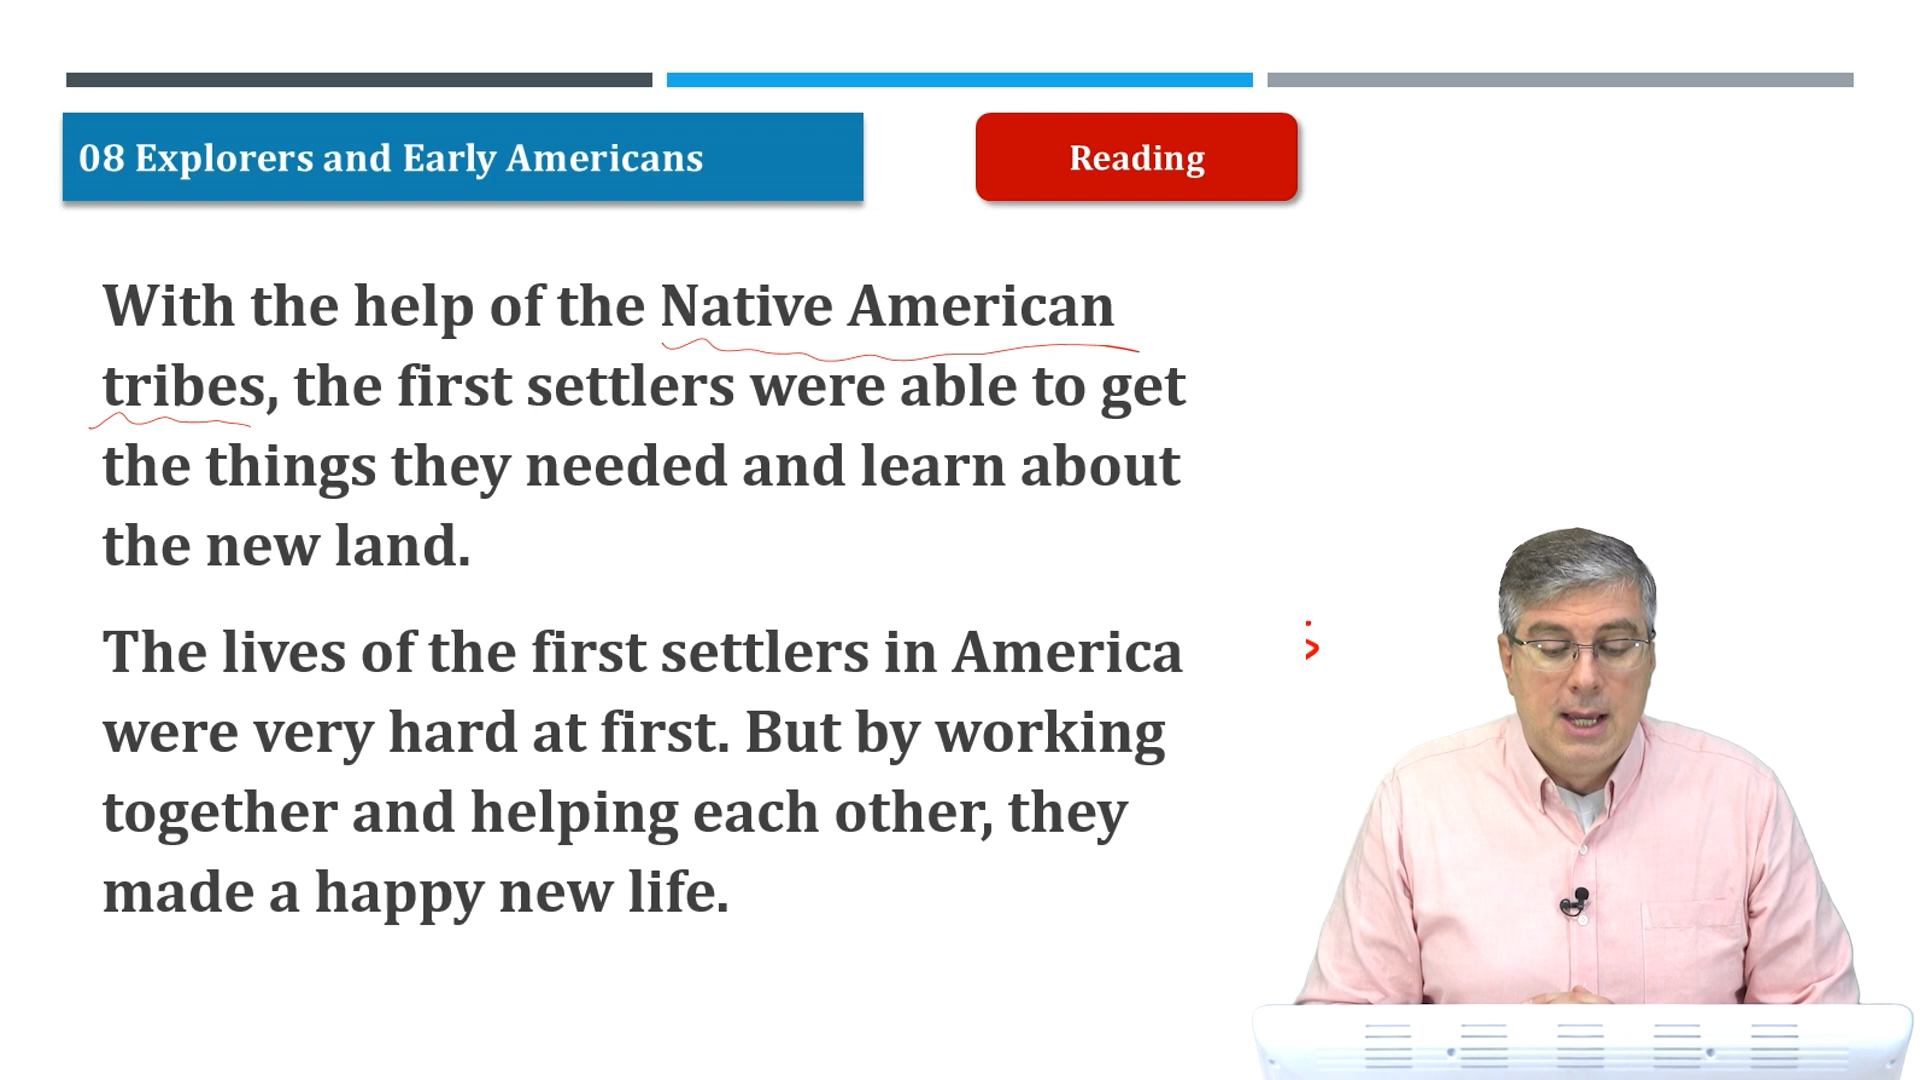 08 Explorers and Early Americans
Reading
With the help of the Native American
tribes, the first settlers were able to get
the things they needed and learn about
the new land.
The lives of the first settlers in America
were very hard at first. But by working
together and helping each other, they
made a happy new life.